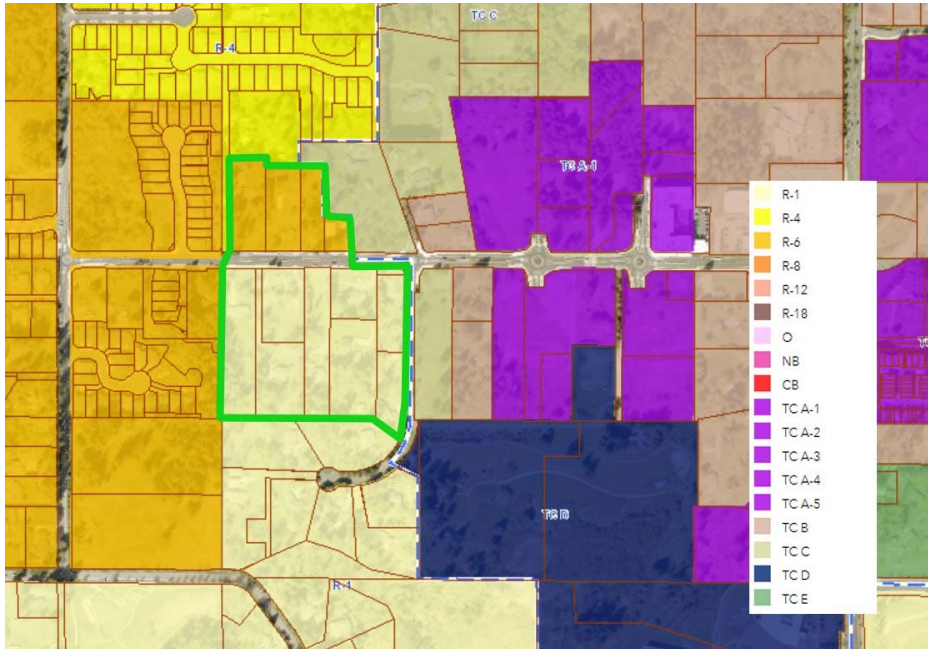 TC C
R-4
TC A-1
R-1
R-4
R-6
R-8
R-12
R-18
O
NB
CB
TC A-1
TC A-2
TC A-3
TC A-4
TC A-5
TC B
TC C
TC D
TC E
TC D
R-1